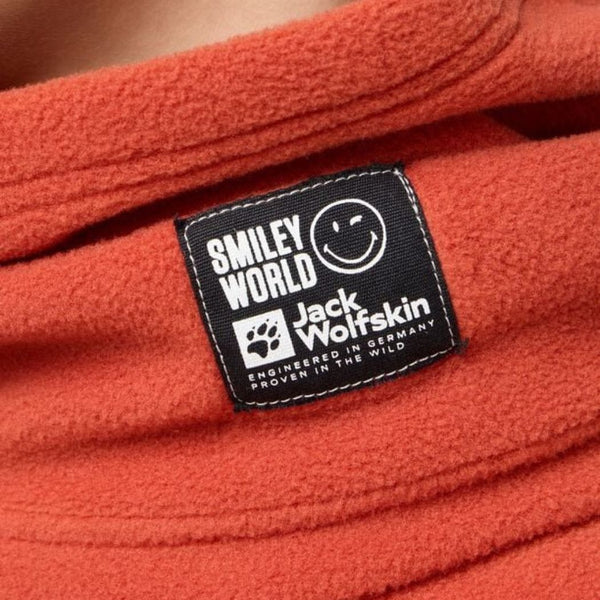 SMILEY
WORLD
Jack
Wolfskin
ENGINEERED IN GERMANY
PROVEN IN THE WILD